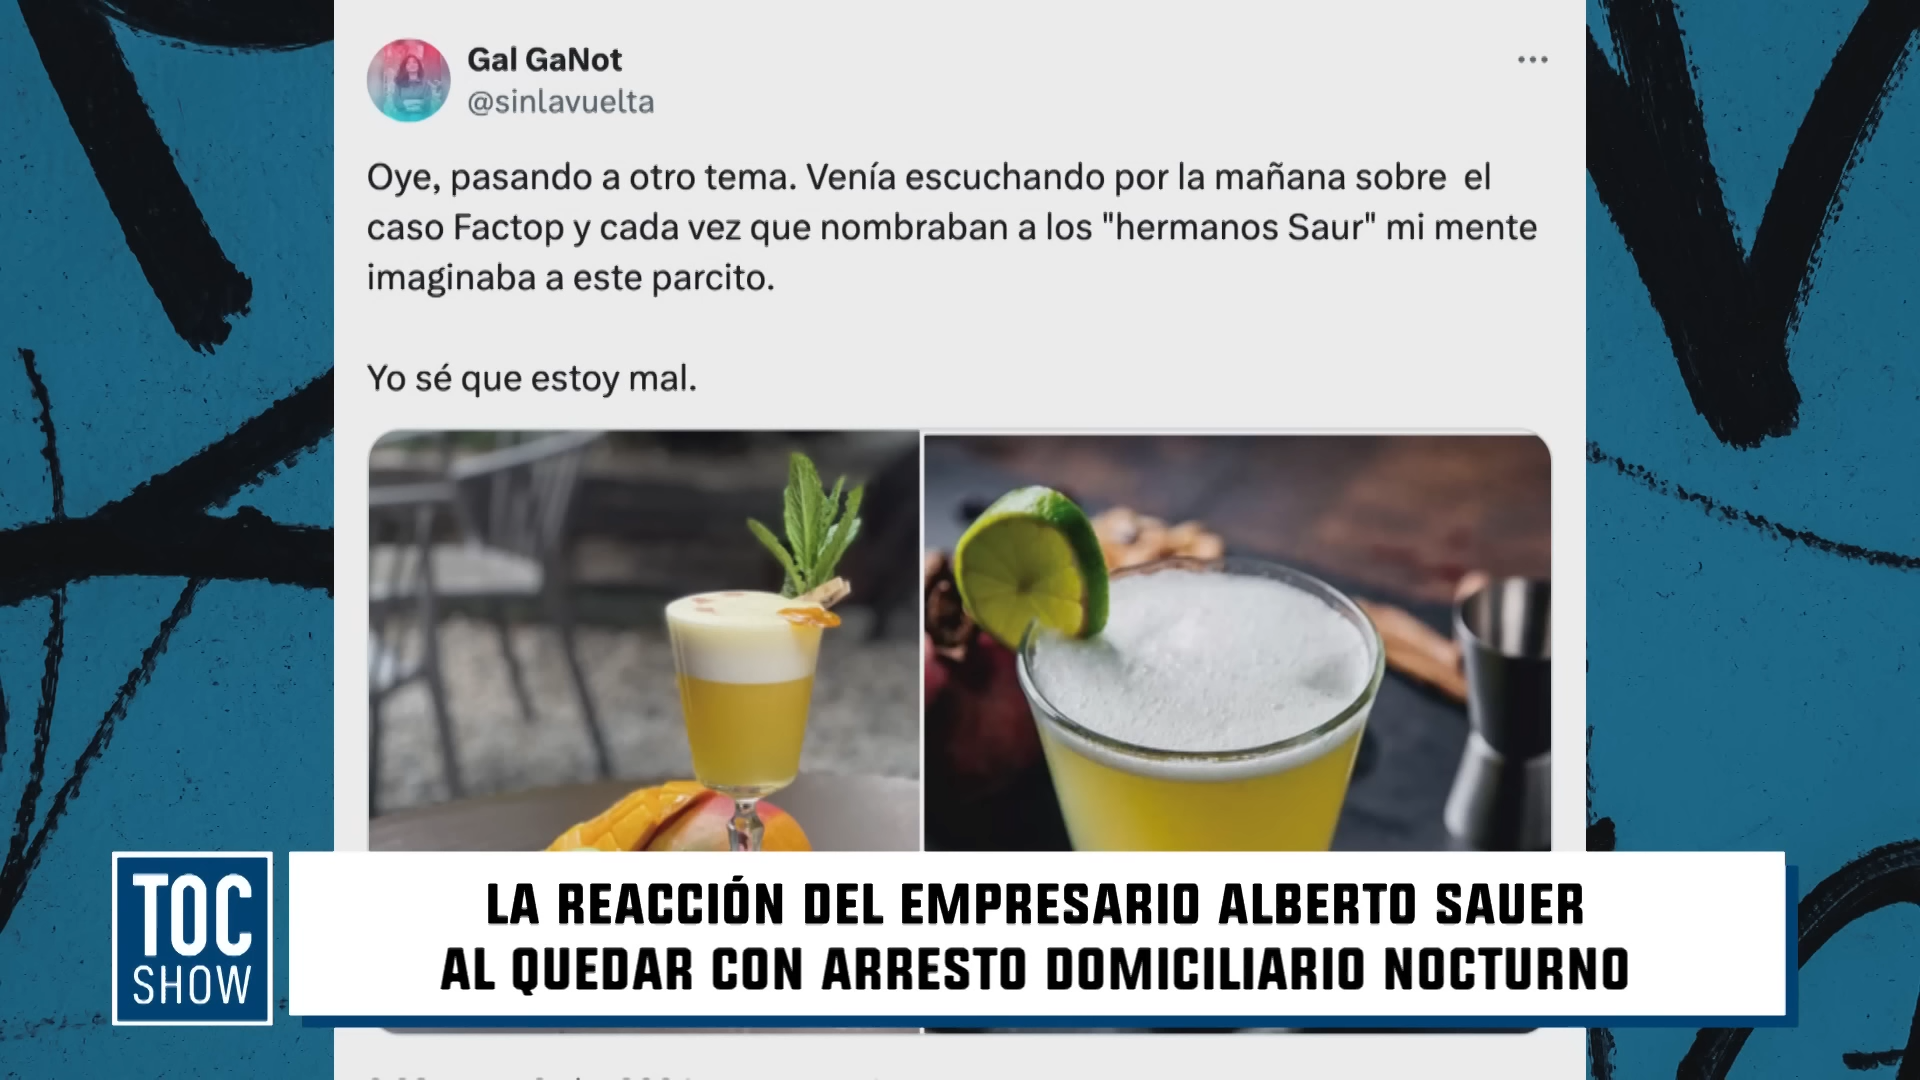 Gal GaNot
@sinlavuelta
Oye, pasando a otro tema. Venía escuchando por la mañana sobre el
caso Factop y cada vez que nombraban a los "hermanos Saur" mi mente
imaginaba a este parcito.
Yo sé que estoy mal.
TOC
SHOW
LA REACCIÓN DEL EMPRESARIO ALBERTO SAUER
AL QUEDAR CON ARRESTO DOMICILIARIO NOCTURNO